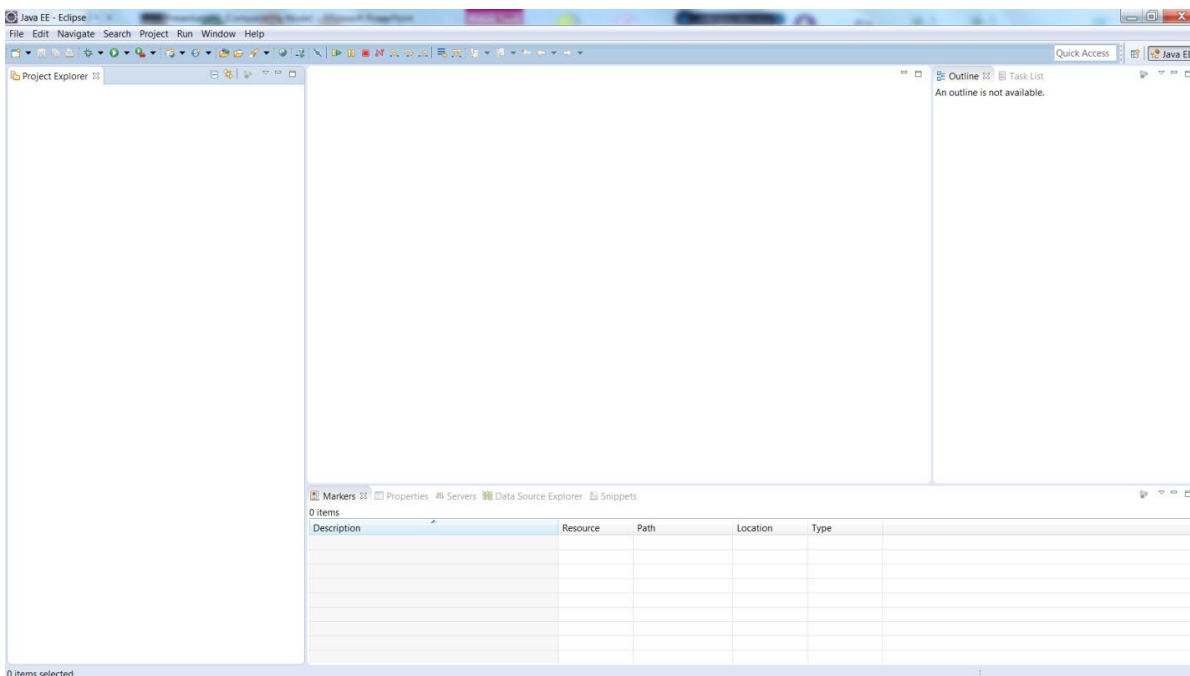 Java EE - Eclipse
File Edit Navigate Search Project Run Window Help
Quick Access Java EE
Project Explorer
Outline Task List
An outline is not available.
Markers Properties Servers Data Source Explorer Snippets
0 items
Description Resource Path Location Type
0 items selected